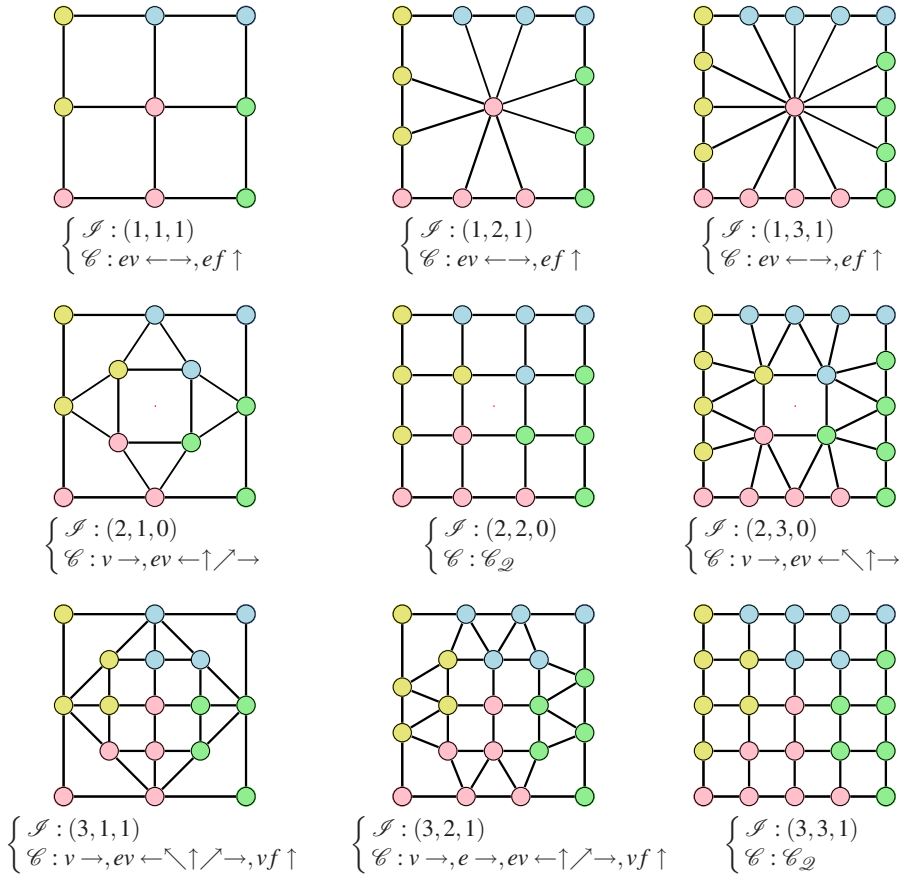 ℐ : (1,1,1)
𝒞 : ev ←→, ef ↑
ℐ : (1,2,1)
𝒞 : ev ←→, ef ↑
ℐ : (1,3,1)
𝒞 : ev ←→, ef ↑
ℐ : (2,1,0)
𝒞 : v →, ev ←↑↗→
ℐ : (2,2,0)
𝒞 : 𝒞_𝒬
ℐ : (2,3,0)
𝒞 : v →, ev ←↖↑→
ℐ : (3,1,1)
𝒞 : v →, ev ←↖↑↗→, vf ↑
ℐ : (3,2,1)
𝒞 : v →, e →, ev ←↑↗→, vf ↑
ℐ : (3,3,1)
𝒞 : 𝒞_𝒬